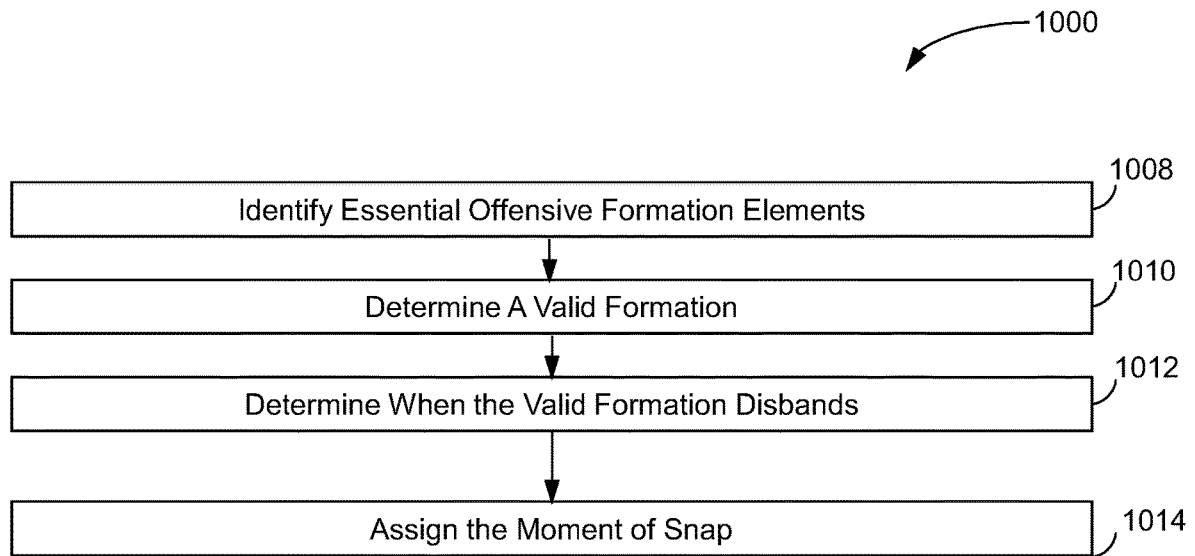 1000
1008
Identify Essential Offensive Formation Elements
1010
Determine A Valid Formation
1012
Determine When the Valid Formation Disbands
1014
Assign the Moment of Snap